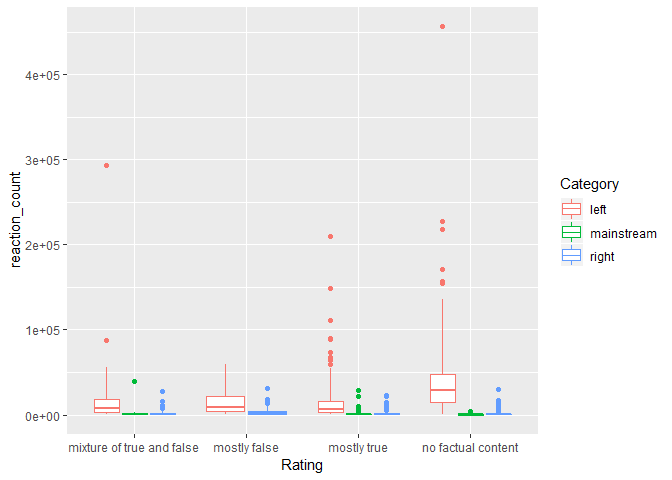 4e+05
3e+05
2e+05
1e+05
0e+00
reaction_count
mixture of true and false
mostly false
mostly true
no factual content
Rating
Category
left
mainstream
right